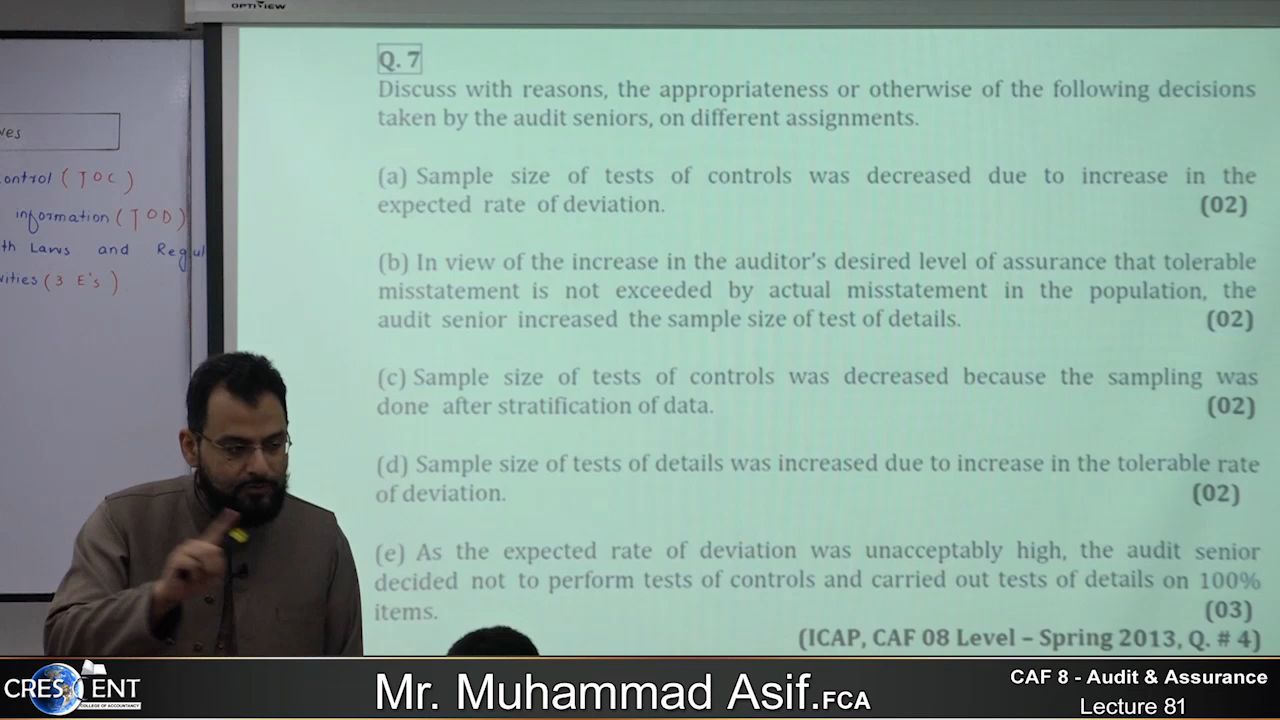 OPTIVIEW
Q. 7
Discuss with reasons, the appropriateness or otherwise of the following decisions
taken by the audit seniors, on different assignments.
(a) Sample size of tests of controls was decreased due to increase in the
expected rate of deviation. (02)
(b) In view of the increase in the auditor's desired level of assurance that tolerable
misstatement is not exceeded by actual misstatement in the population, the
audit senior increased the sample size of test of details. (02)
(c) Sample size of tests of controls was decreased because the sampling was
done after stratification of data. (02)
(d) Sample size of tests of details was increased due to increase in the tolerable rate
of deviation. (02)
(e) As the expected rate of deviation was unacceptably high, the audit senior
decided not to perform tests of controls and carried out tests of details on 100%
items. (03)
(ICAP, CAF 08 Level – Spring 2013, Q. # 4)
ves
ontrol (TOC)
information (TOD)
th Laws and Regul
vities (3 E's)
CRESCENT
COLLEGE OF ACCOUNTANCY
Mr. Muhammad Asif.FCA
CAF 8 - Audit & Assurance
Lecture 81